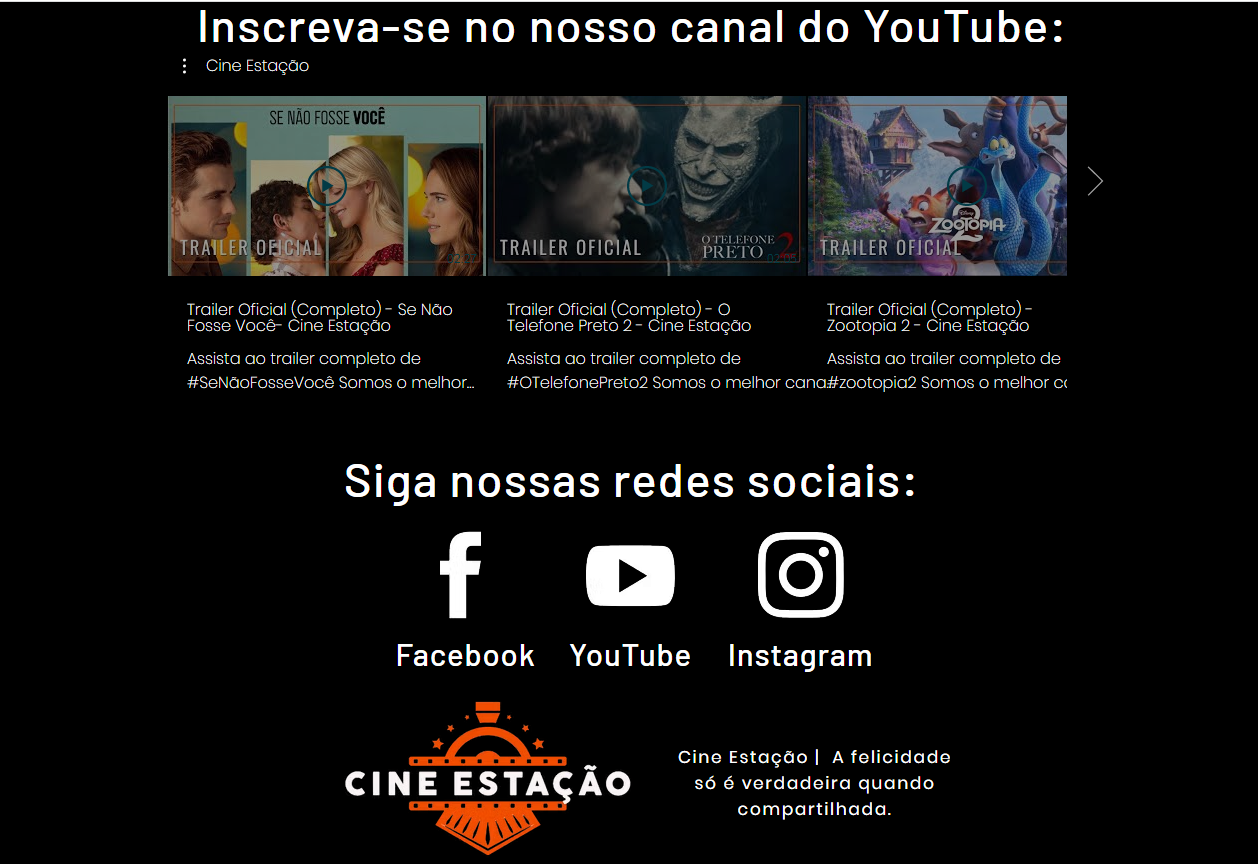 Inscreva-se no nosso canal do YouTube:
Cine Estação
SE NÃO FOSSE VOCÊ
TRAILER OFICIAL
TRAILER OFICIAL
O TELEFONE
PRETO 2
TRAILER OFICIAL
Disney
ZOOTOPIA
2
Trailer Oficial (Completo) - Se Não
Fosse Você- Cine Estação
Assista ao trailer completo de
#SeNãoFosseVocê Somos o melhor...
Trailer Oficial (Completo) - O
Telefone Preto 2 - Cine Estação
Assista ao trailer completo de
#OTelefonePreto2 Somos o melhor cana
Trailer Oficial (Completo) -
Zootopia 2 - Cine Estação
Assista ao trailer completo de
#zootopia2 Somos o melhor co
Siga nossas redes sociais:
Facebook
YouTube
Instagram
CINE ESTAÇÃO
Cine Estação | A felicidade
só é verdadeira quando
compartilhada.